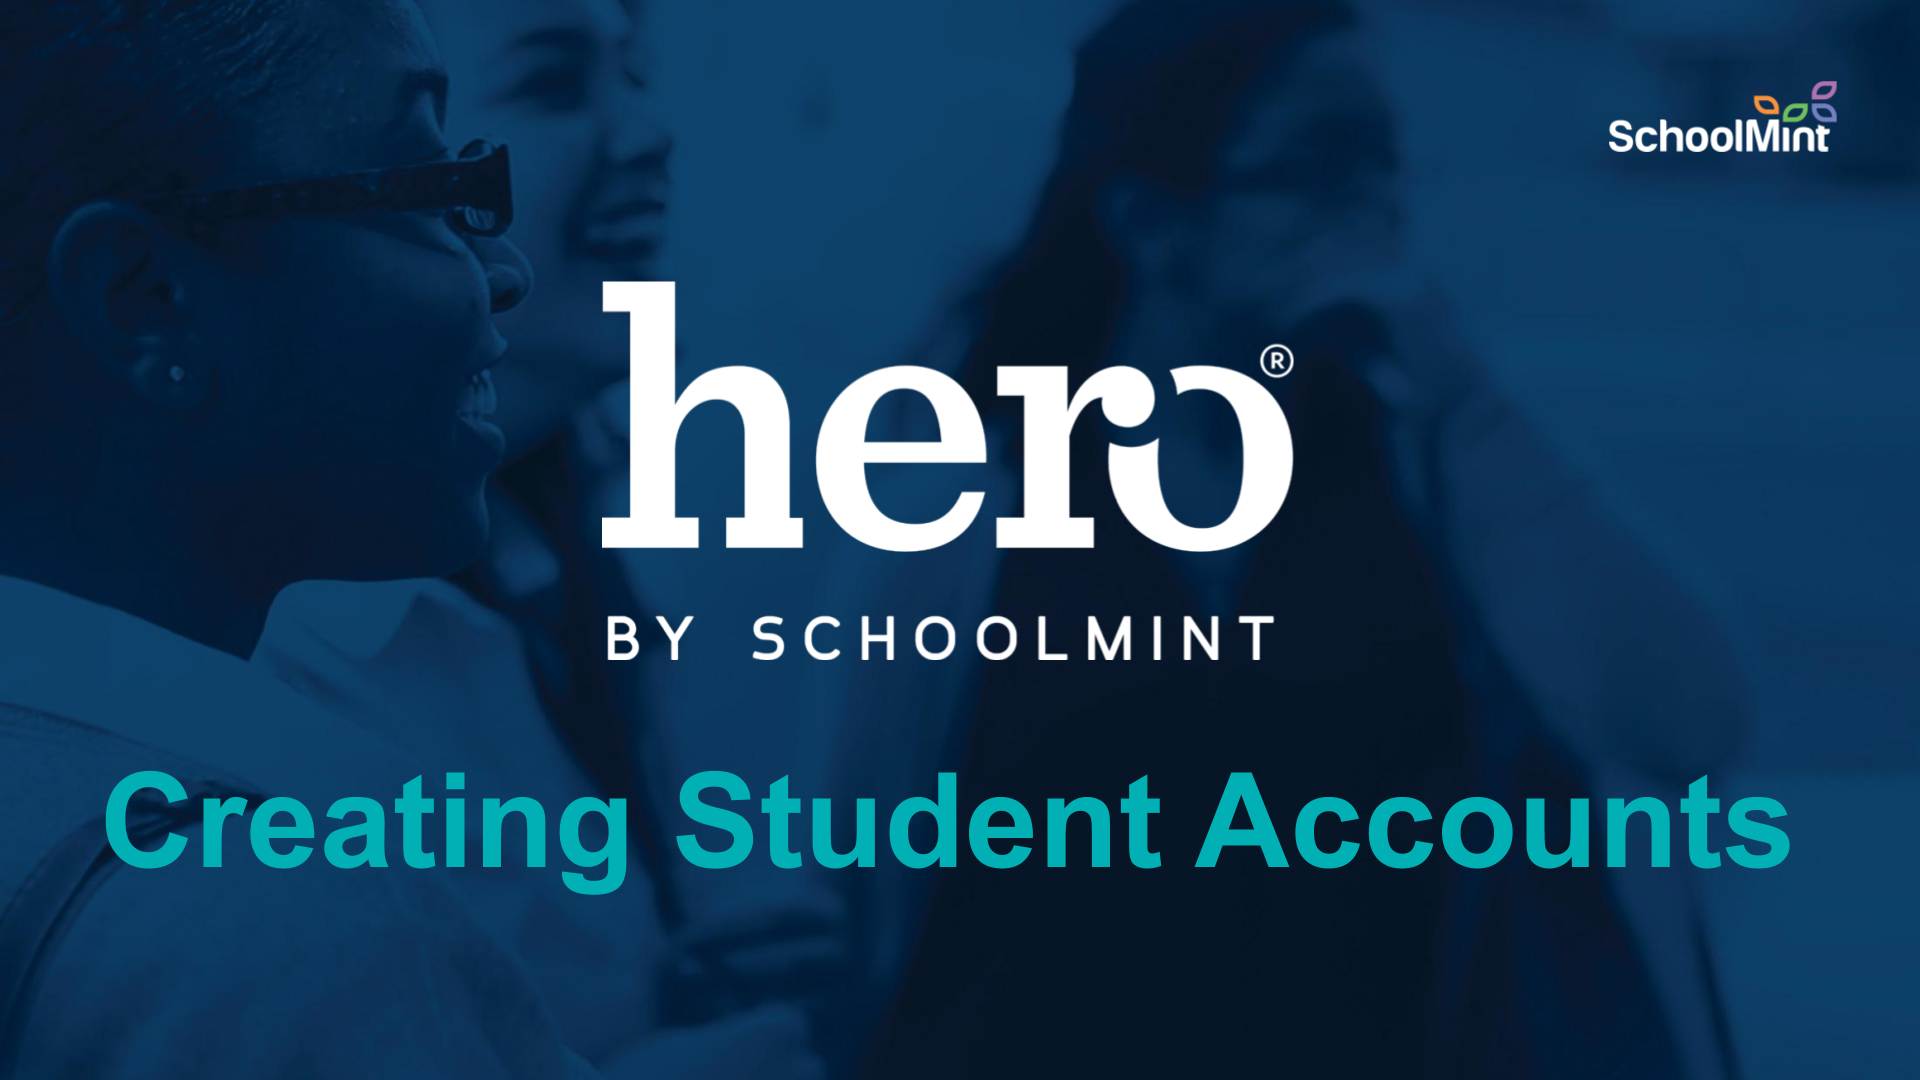 SchoolMint
hero®
BY SCHOOLMINT
Creating Student Accounts